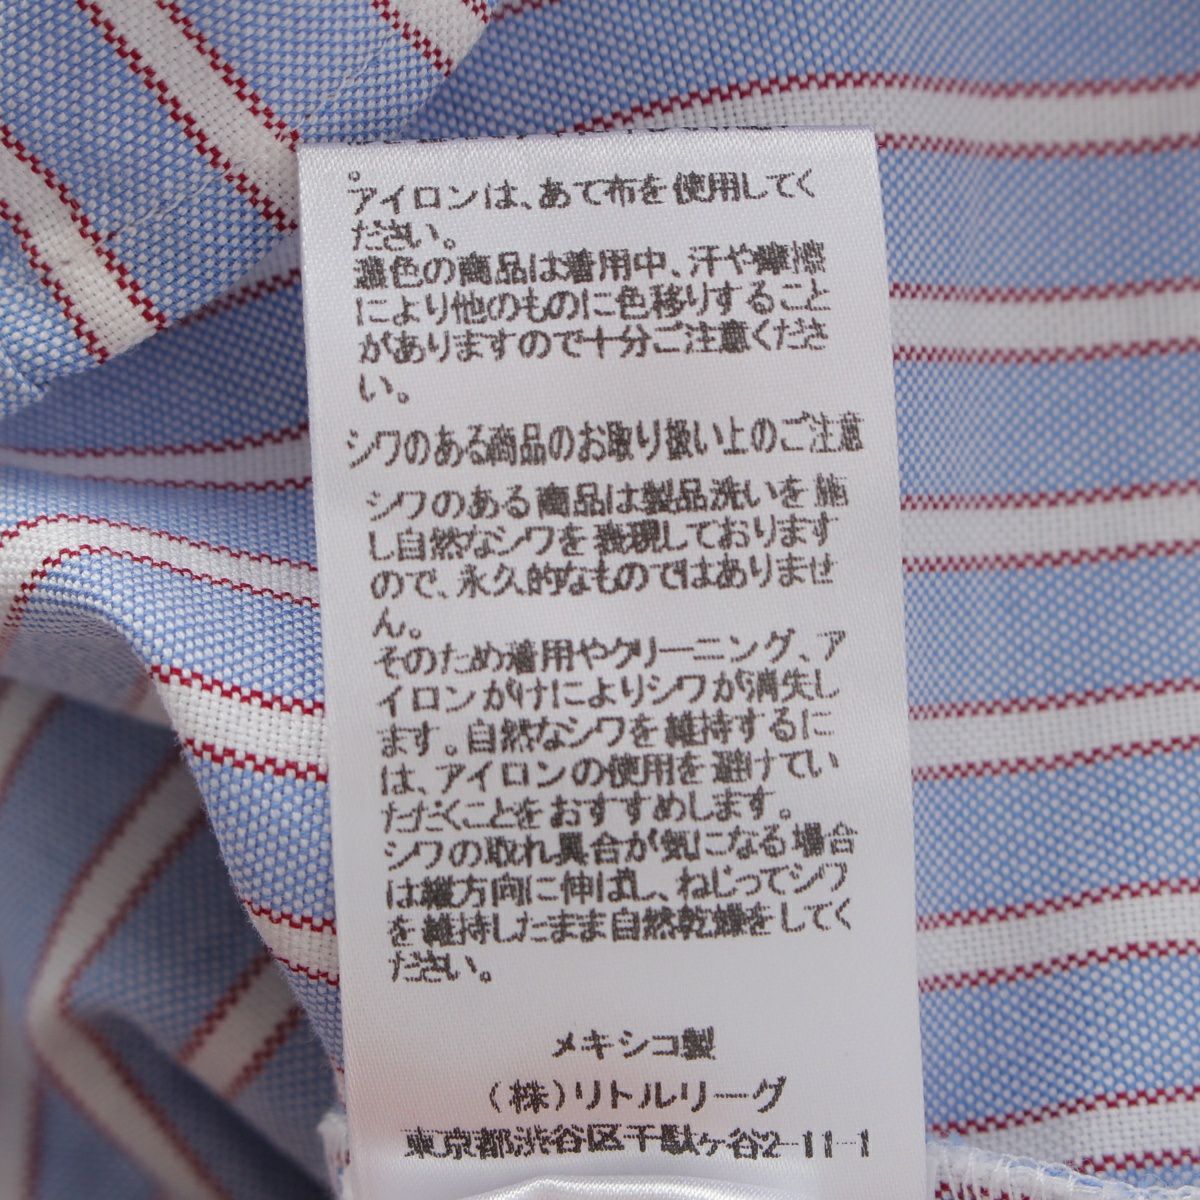 。
アイロンは、あて布を使用してく
ださい。
濃色の商品は着用中、汗や摩擦
により他のものに色移りすること
がありますので十分ご注意くださ
い。
シワのある商品のお取り扱い上のご注意
シワのある商品は製品洗いを施
し自然なシワを表現しております
ので、永久的なものではありませ
ん。
そのため着用やクリーニング、ア
イロンがけによりシワが消失し
ます。自然なシワを維持するに
は、アイロンの使用を避けてい
ただくことをおすすめします。
シワの取れ具合が気になる場合
は縦方向に伸ばし、ねじってシワ
を維持したまま自然乾燥をしてく
ださい。
メキシコ製
(株)リトルリーグ
東京都渋谷区千駄ヶ谷2-11-1